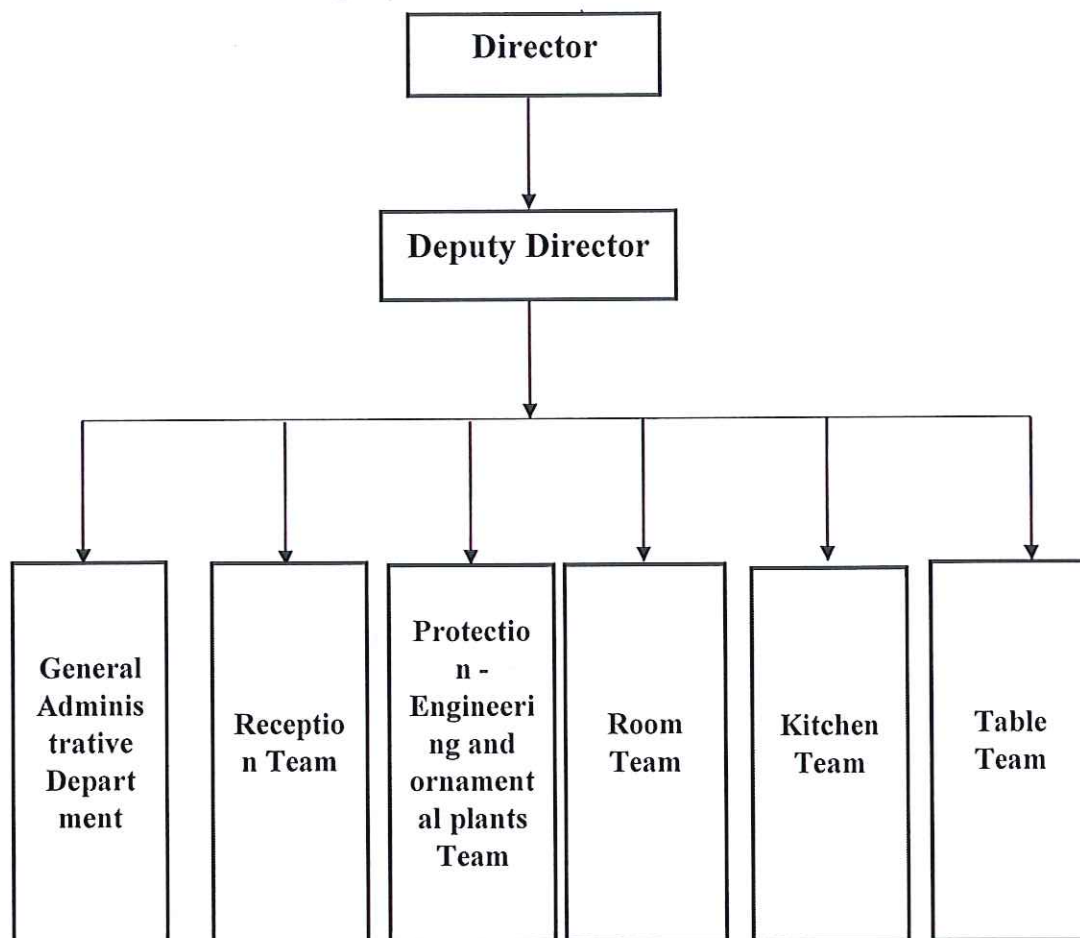 Director
Deputy Director
General
Adminis
trative
Depart
ment
Receptio
n Team
Protectio
n -
Engineeri
ng and
ornament
al plants
Team
Room
Team
Kitchen
Team
Table
Team